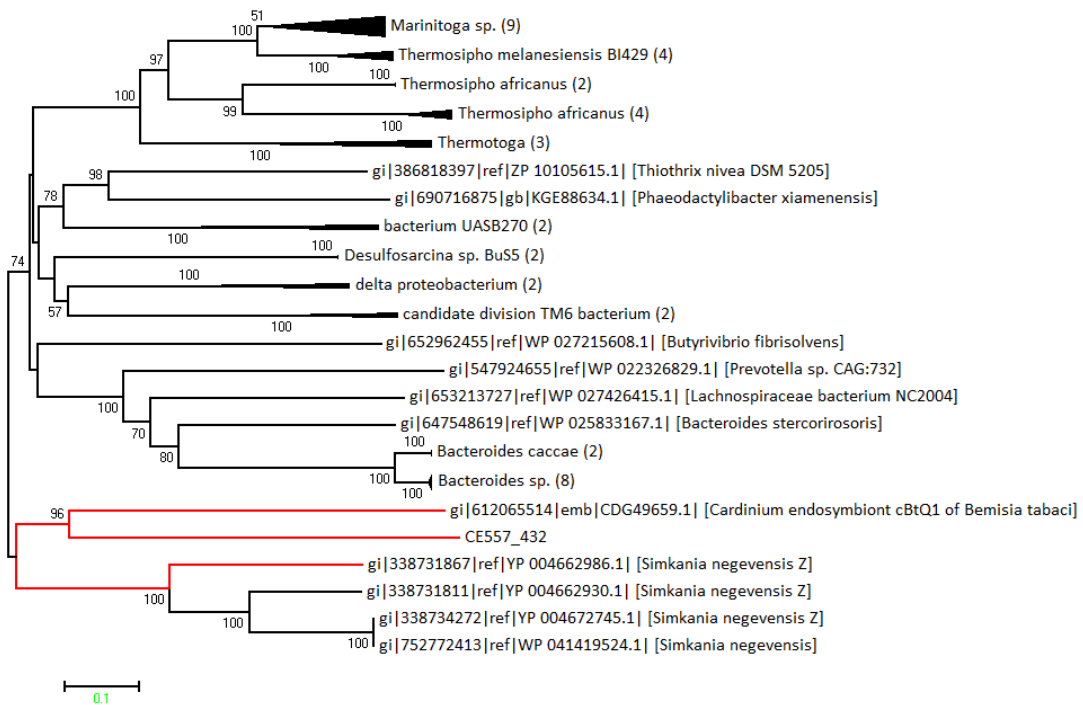 51
Marinitoga sp. (9)
100
Thermosipho melanesiensis BI429 (4)
97
100
100
Thermosipho africanus (2)
100
99
Thermosipho africanus (4)
100
Thermotoga (3)
100
gi|386818397|ref|ZP 10105615.1| [Thiothrix nivea DSM 5205]
98
78
gi|690716875|gb|KGE88634.1| [Phaeodactylibacter xiamenensis]
bacterium UASB270 (2)
100
100
Desulfosarcina sp. BuS5 (2)
74
100
delta proteobacterium (2)
57
candidate division TM6 bacterium (2)
100
gi|652962455|ref|WP 027215608.1| [Butyrivibrio fibrisolvens]
gi|547924655|ref|WP 022326829.1| [Prevotella sp. CAG:732]
100
gi|653213727|ref|WP 027426415.1| [Lachnospiraceae bacterium NC2004]
70
gi|647548619|ref|WP 025833167.1| [Bacteroides stercorirosoris]
80
100
Bacteroides caccae (2)
100
Bacteroides sp. (8)
100
96
gi|612065514|emb|CDG49659.1| [Cardinium endosymbiont cBtQ1 of Bemisia tabaci]
CE557_432
gi|338731867|ref|YP 004662986.1| [Simkania negevensis Z]
100
gi|338731811|ref|YP 004662930.1| [Simkania negevensis Z]
100
gi|338734272|ref|YP 004672745.1| [Simkania negevensis Z]
100
gi|752772413|ref|WP 041419524.1| [Simkania negevensis]
0.1